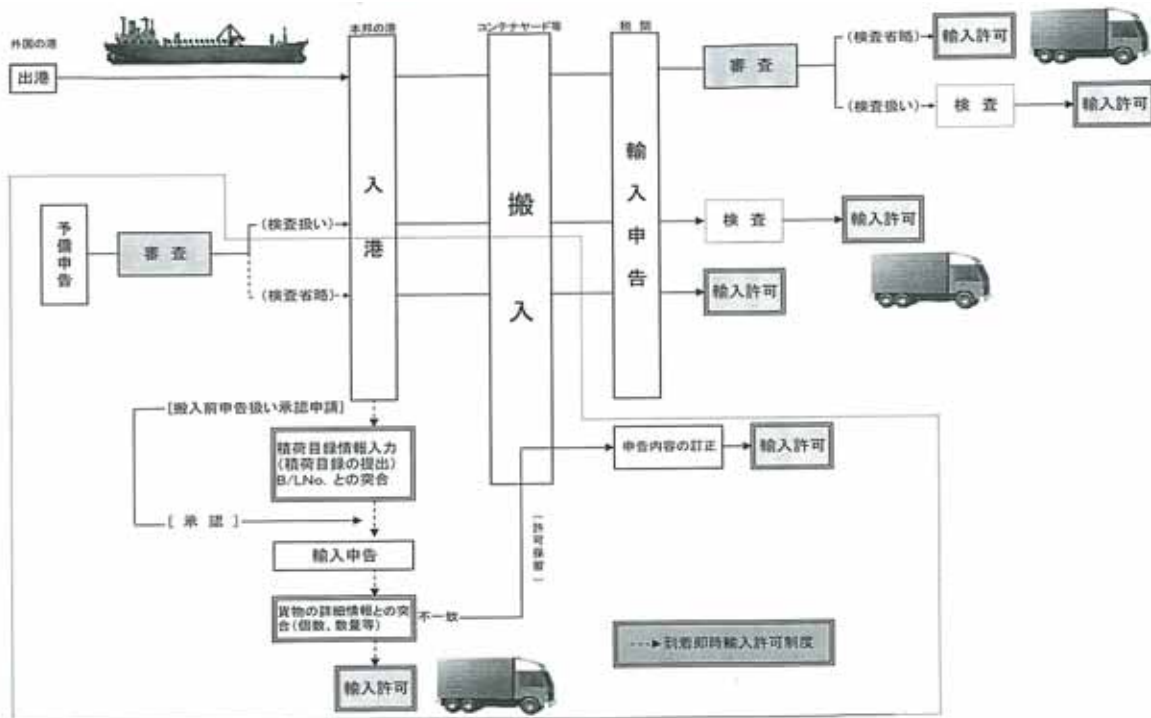 外国の港
出港
本邦の港
入港
コンテナヤード等
搬入
税関
輸入申告
審査
(検査省略)
輸入許可
(検査扱い)
検査
輸入許可
予備申告
審査
(検査扱い)
(検査省略)
検査
輸入許可
輸入許可
[搬入前申告扱い承認申請]
積荷目録情報入力
(積荷目録の提出)
B/LNo. との突合
[承認]
輸入申告
貨物の詳細情報との突
合(個数、数量等)
不一致
(許可保留)
申告内容の訂正
輸入許可
輸入許可
到着即時輸入許可制度